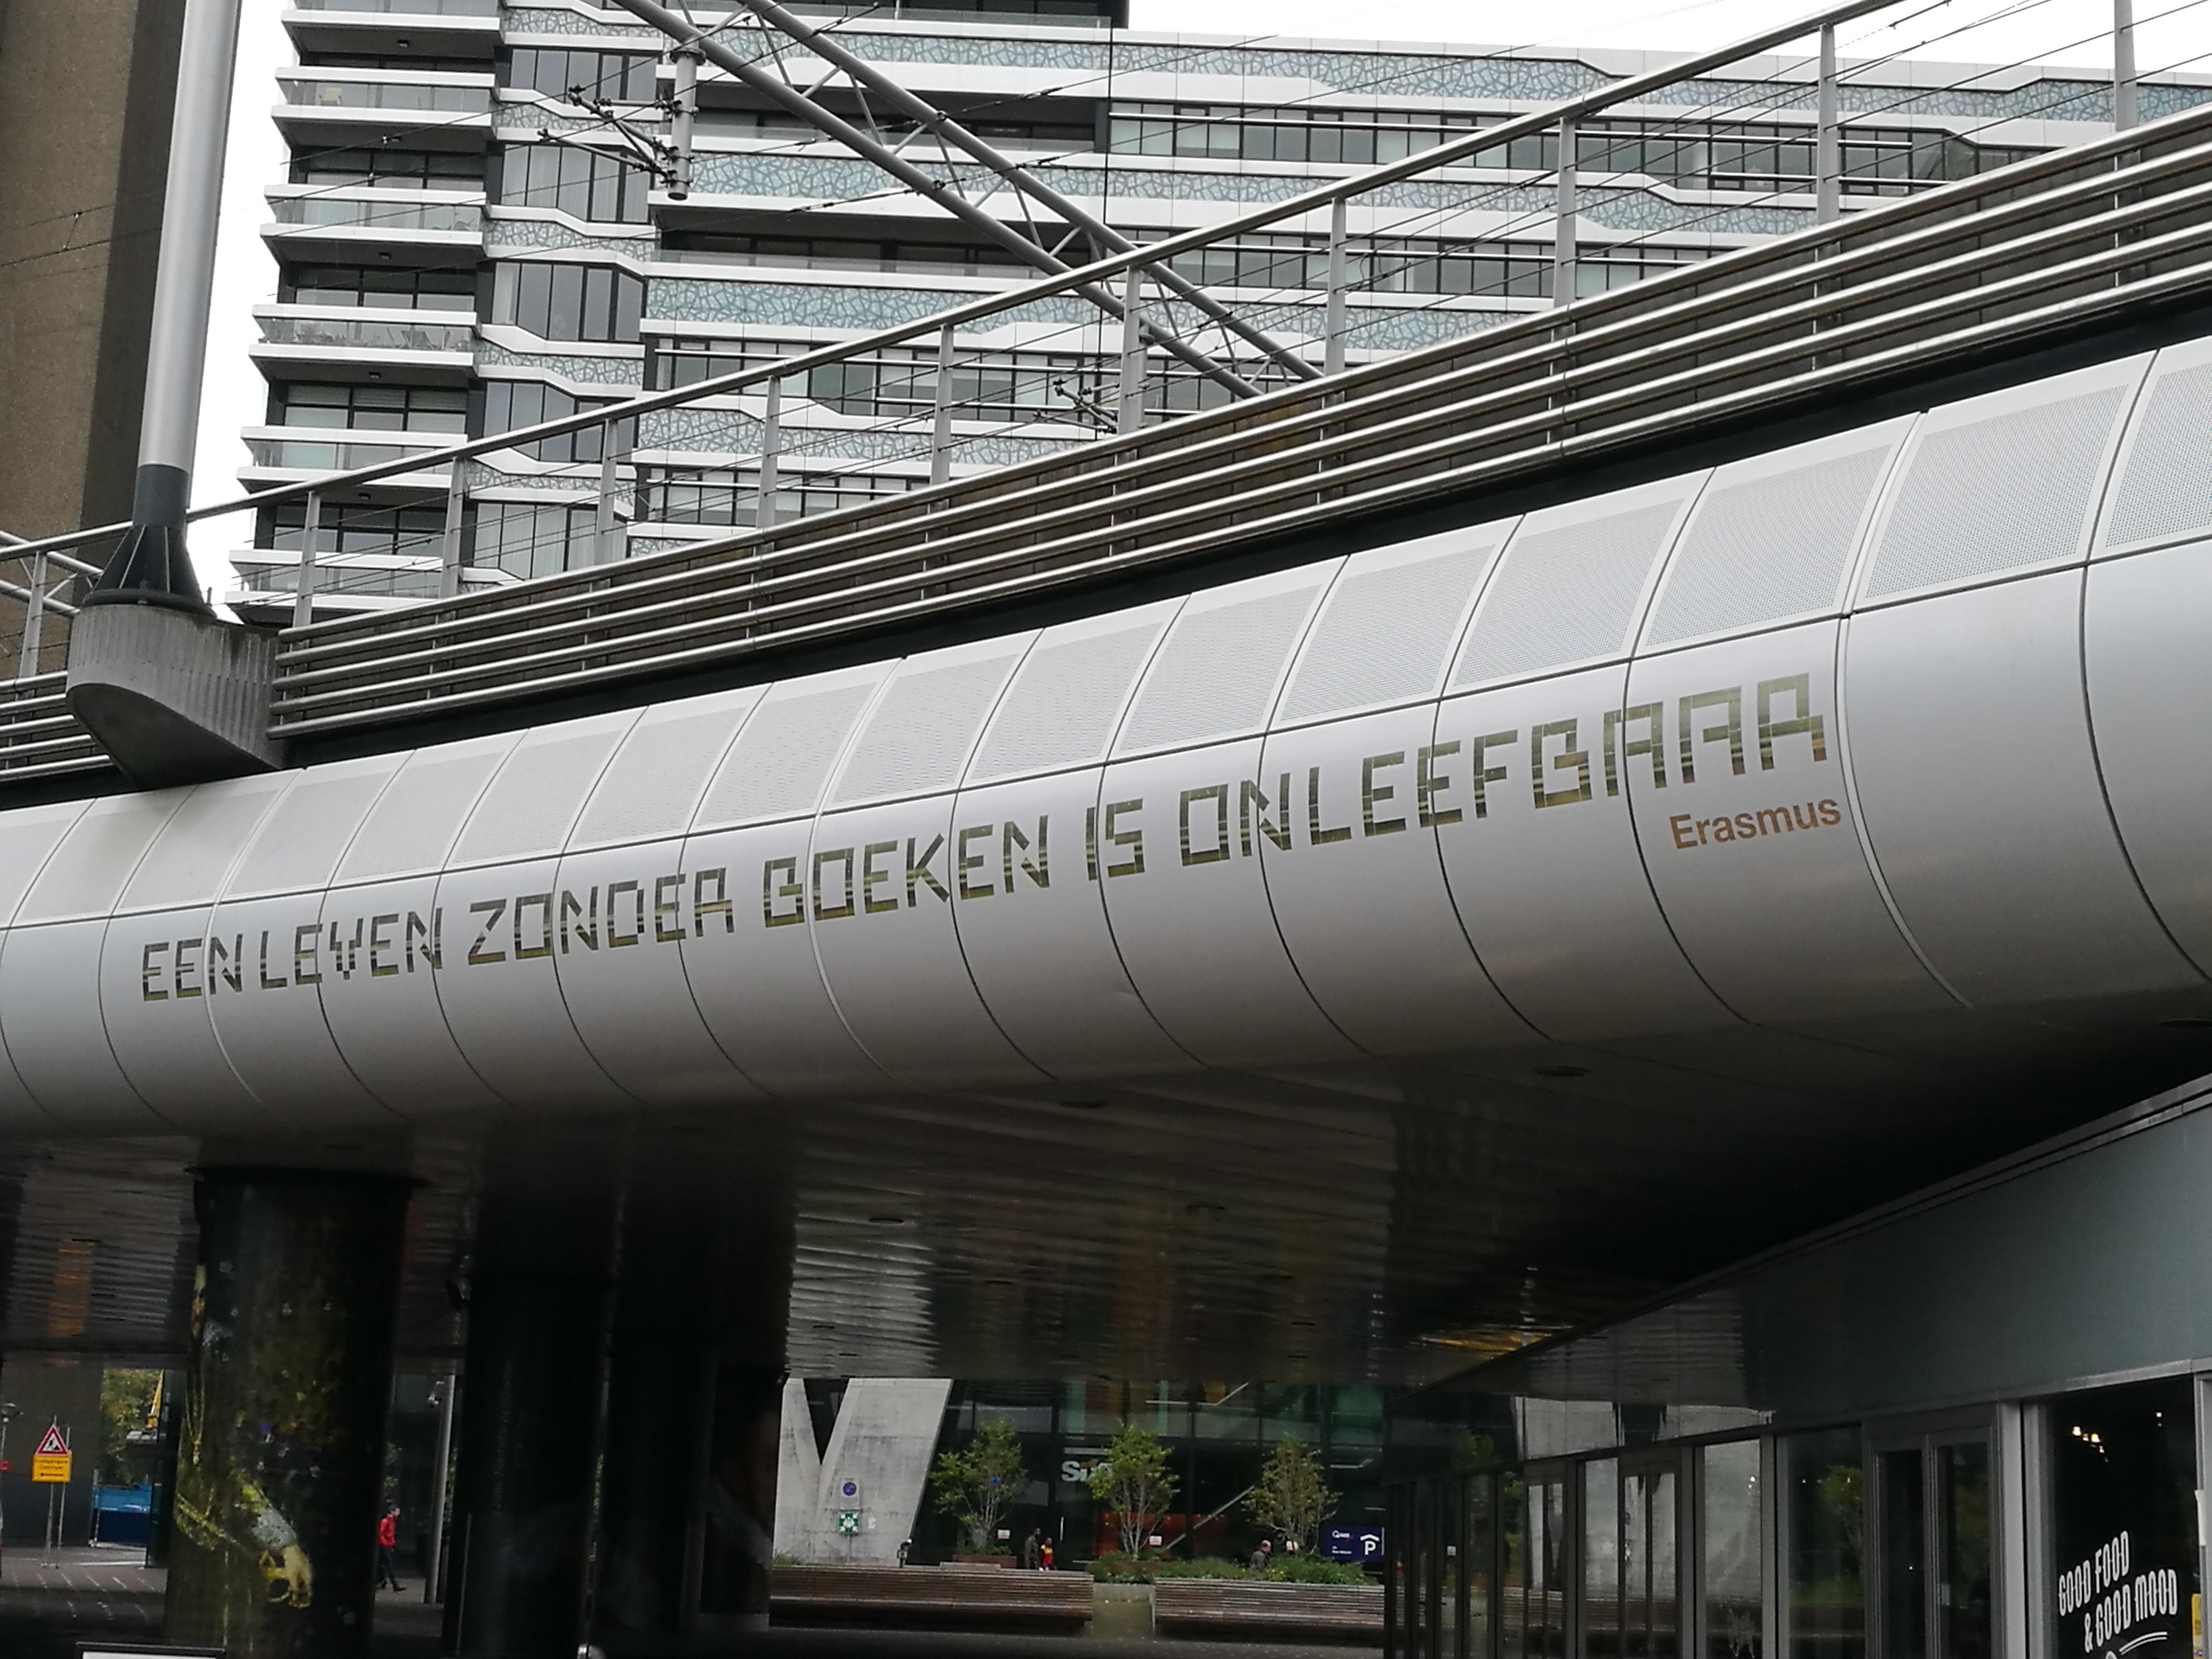 EEN LEVEN ZONDER BOEKEN IS ONLEEFBAAR
Erasmus
P
GOOD FOOD
& GOOD MOOD